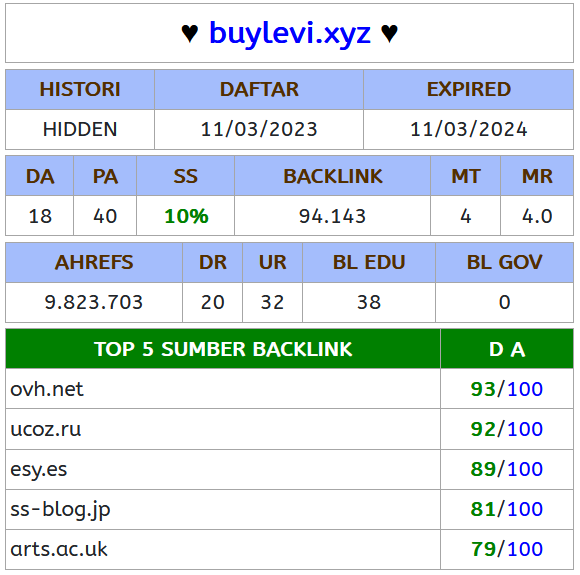 ♥ buylevi.xyz ♥
HISTORI DAFTAR EXPIRED
HIDDEN 11/03/2023 11/03/2024
DA PA SS BACKLINK MT MR
18 40 10% 94.143 4 4.0
AHREFS DR UR BL EDU BL GOV
9.823.703 20 32 38 0
TOP 5 SUMBER BACKLINK D A
ovh.net 93/100
ucoz.ru 92/100
esy.es 89/100
ss-blog.jp 81/100
arts.ac.uk 79/100